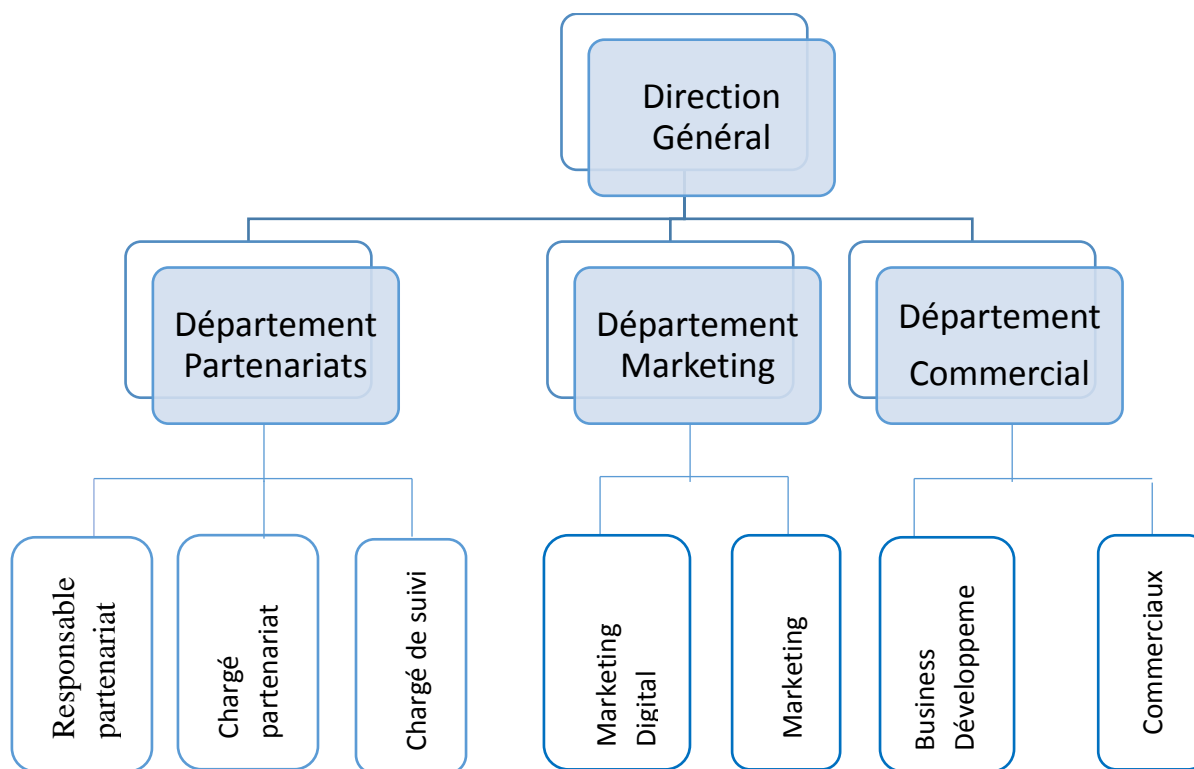 Direction
Général
Département
Partenariats
Département
Marketing
Département
Commercial
Responsable
partenariat
Chargé
partenariat
Chargé de suivi
Marketing
Digital
Marketing
Business
Développeme
Commerciaux